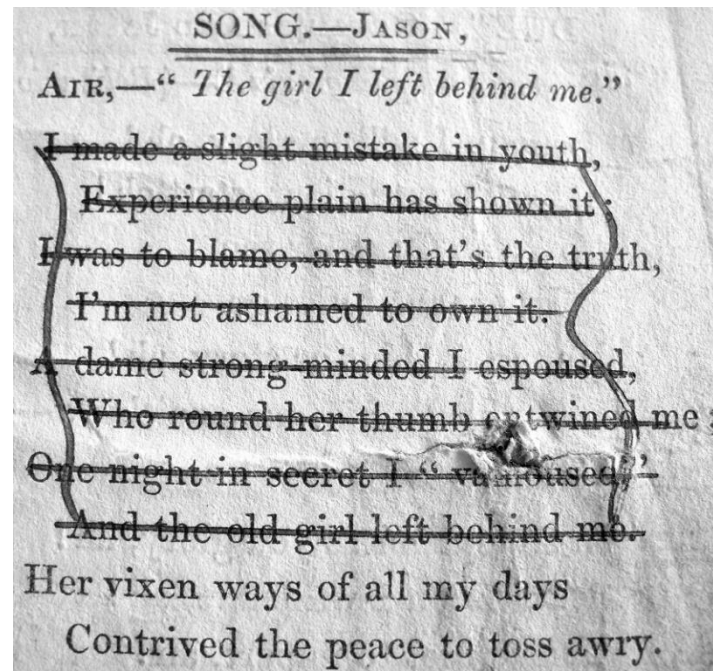 SONG.—JASON,
AIR,—“ The girl I left behind me.”
I made a slight mistake in youth,
Experience plain has shown it ;
I was to blame, and that's the truth,
I'm not ashamed to own it.
A dame strong-minded I espoused,
Who round her thumb entwined me ;
One night in secret I “ vamoused,”
And the old girl left behind me.
Her vixen ways of all my days
Contrived the peace to toss awry.